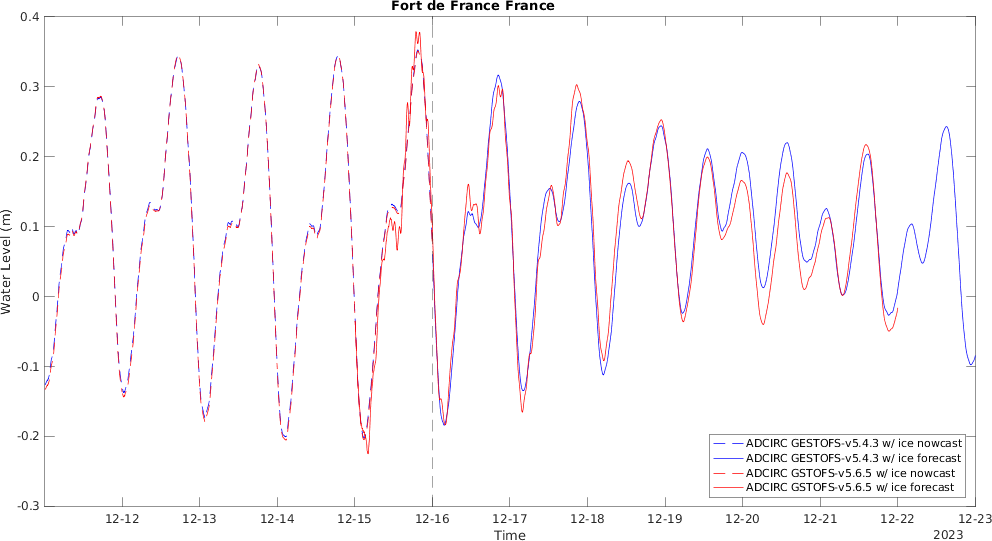 Fort de France France
0.4
0.3
0.2
0.1
0
-0.1
-0.2
-0.3
Water Level (m)
ADCIRC GESTOFS-v5.4.3 w/ ice nowcast
ADCIRC GESTOFS-v5.4.3 w/ ice forecast
ADCIRC GSTOFS-v5.6.5 w/ ice nowcast
ADCIRC GSTOFS-v5.6.5 w/ ice forecast
12-12 12-13 12-14 12-15 12-16 12-17 12-18 12-19 12-20 12-21 12-22 12-23
Time
2023